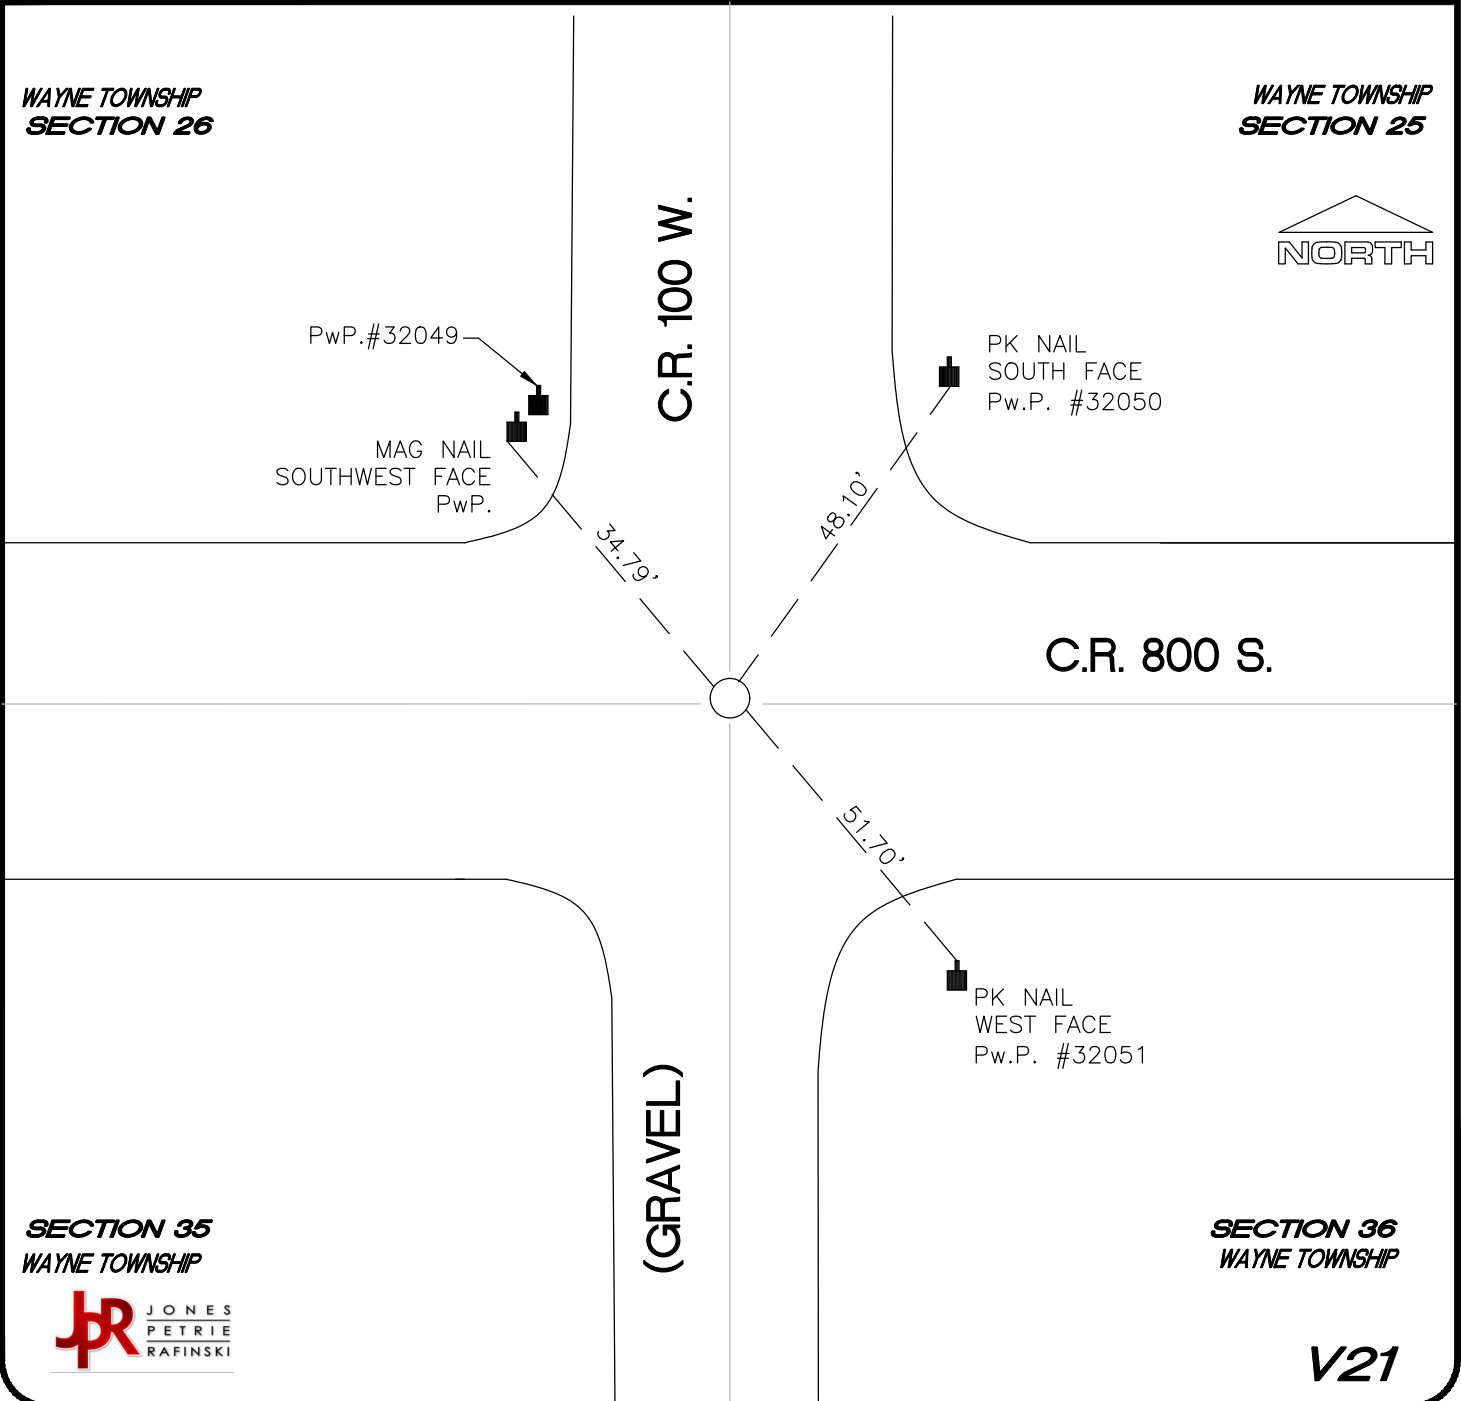 WAYNE TOWNSHIP
SECTION 26
WAYNE TOWNSHIP
SECTION 25
NORTH
C.R. 100 W.
PwP.#32049
PK NAIL
SOUTH FACE
Pw.P. #32050
MAG NAIL
SOUTHWEST FACE
PwP.
34.79'
48.10'
C.R. 800 S.
51.70'
PK NAIL
WEST FACE
Pw.P. #32051
(GRAVEL)
SECTION 35
WAYNE TOWNSHIP
SECTION 36
WAYNE TOWNSHIP
JPR
JONES
PETRIE
RAFINSKI
V21